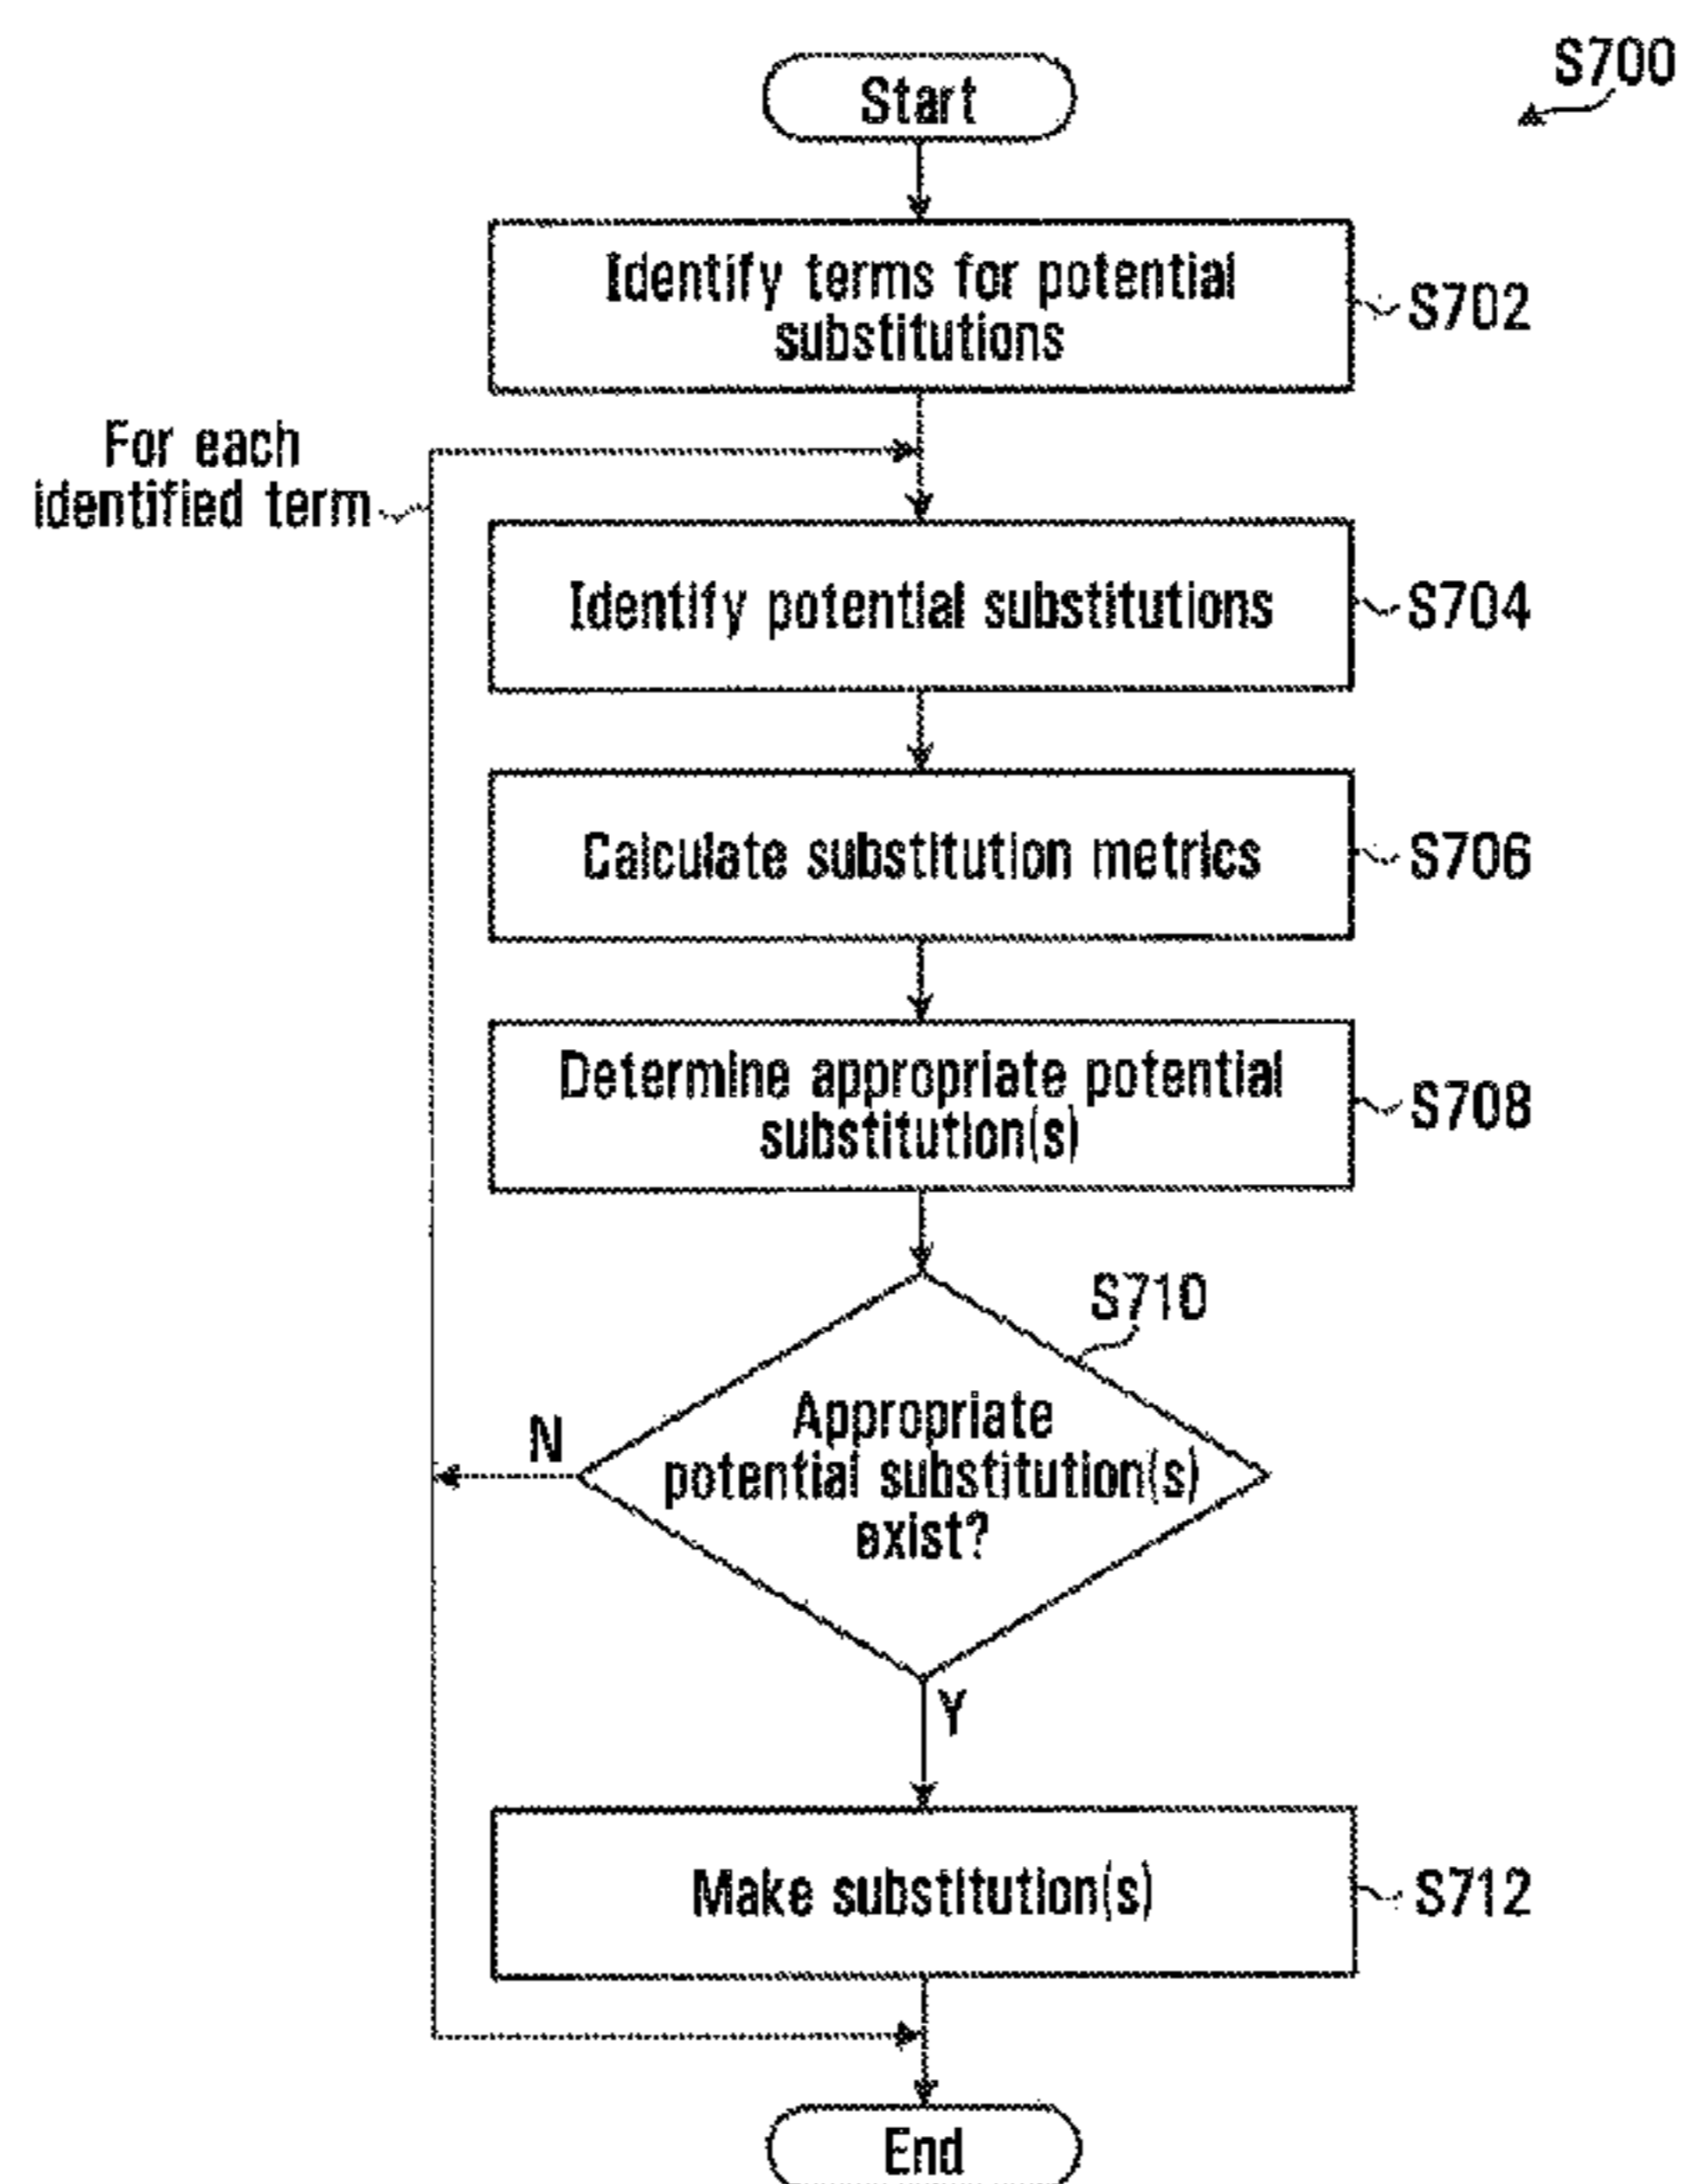 S700
Start
Identify terms for potential
substitutions
S702
For each
identified term
Identify potential substitutions
S704
Calculate substitution metrics
S706
Determine appropriate potential
substitution(s)
S708
S710
Appropriate
potential substitution(s)
exist?
N
Y
Make substitution(s)
S712
End